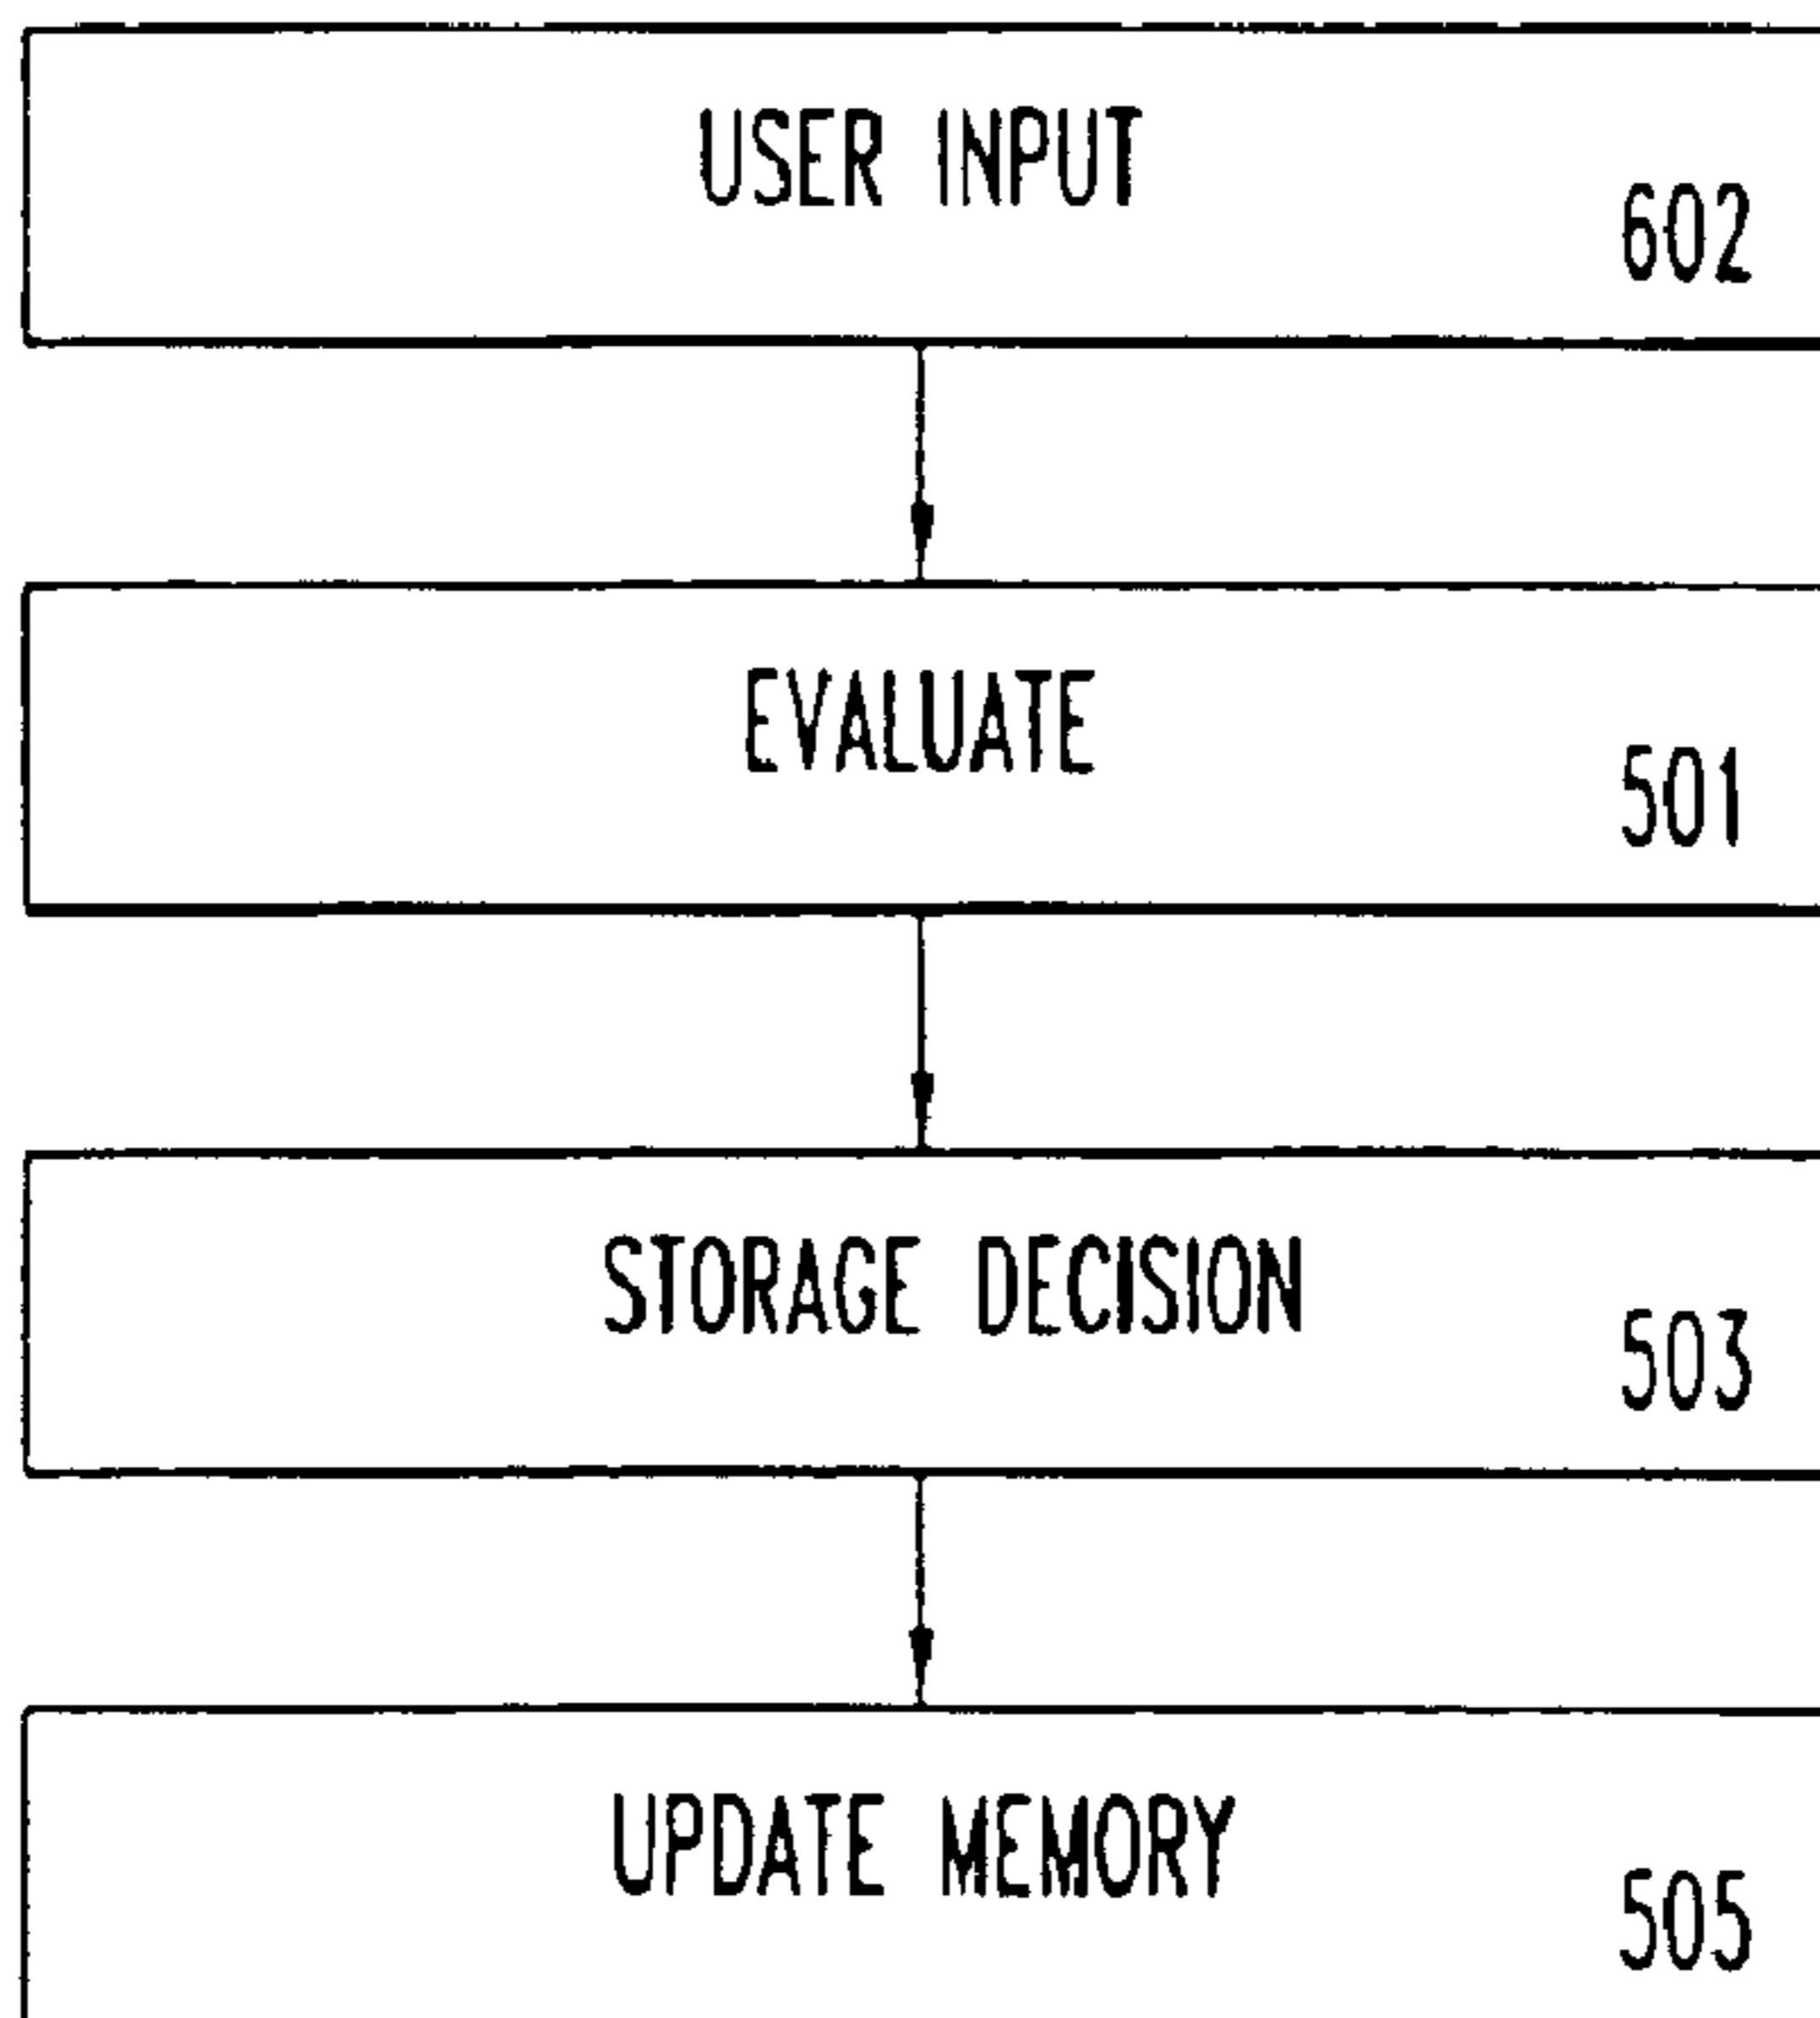 USER INPUT
602
EVALUATE
501
STORAGE DECISION
503
UPDATE MEMORY
505